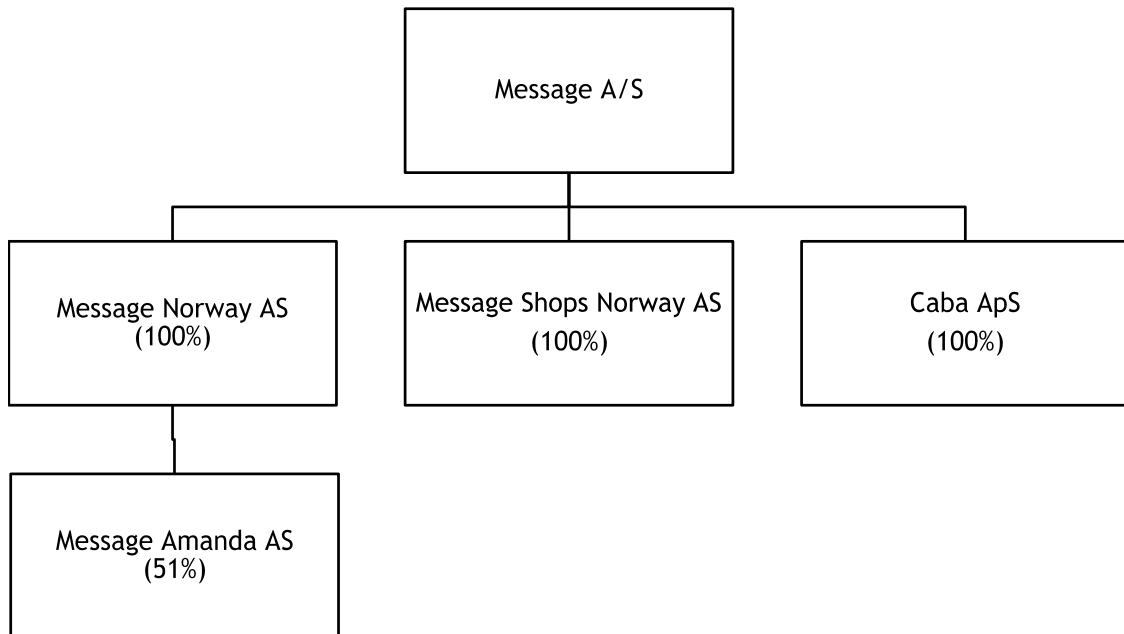 Message A/S
Message Norway AS
(100%)
Message Shops Norway AS
(100%)
Caba ApS
(100%)
Message Amanda AS
(51%)